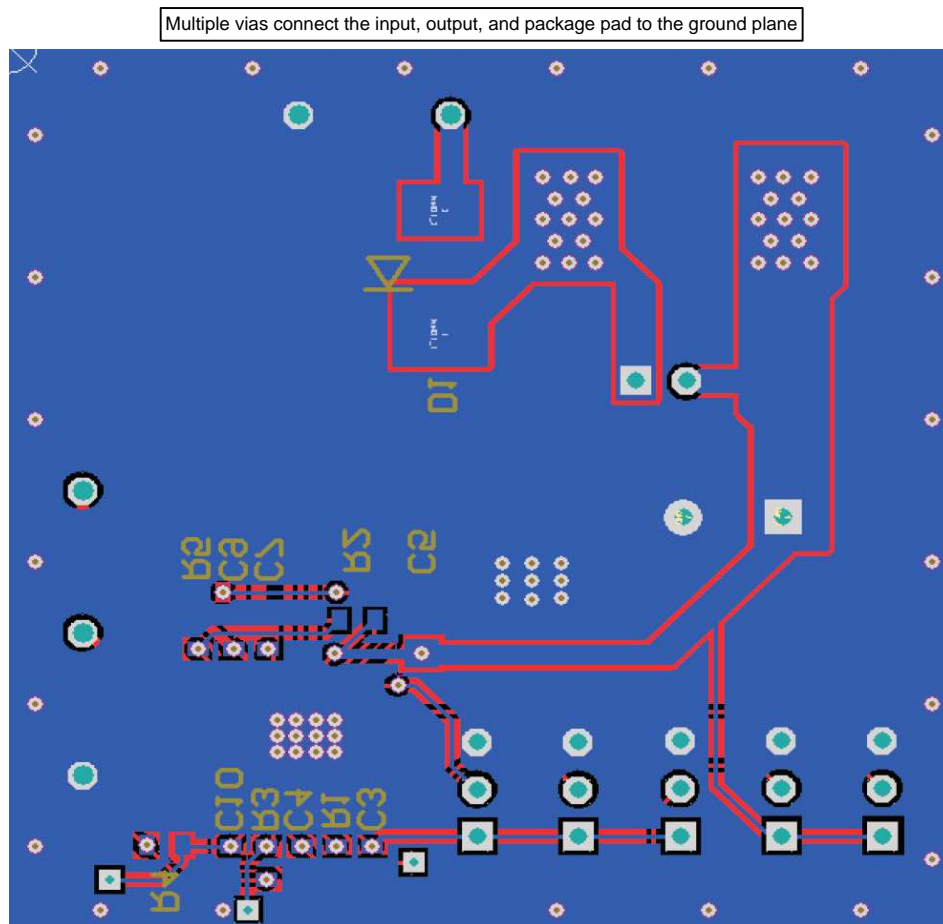 Multiple vias connect the input, output, and package pad to the ground plane
D1
R5
C9
C7
R2
C5
C10
R3
C4
R1
C3
R4